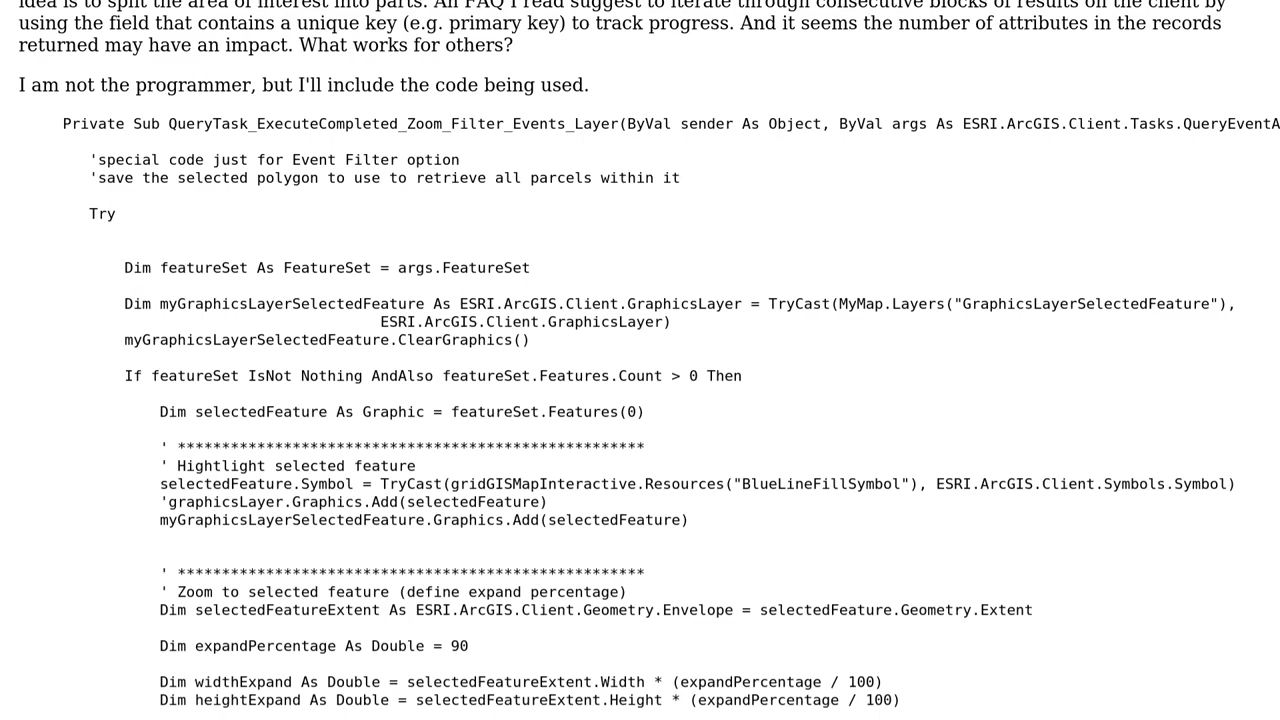 idea is to split the area of interest into parts. An FAQ I read suggest to iterate through consecutive blocks of results on the client by
using the field that contains a unique key (e.g. primary key) to track progress. And it seems the number of attributes in the records
returned may have an impact. What works for others?
I am not the programmer, but I'll include the code being used.
Private Sub QueryTask_ExecuteCompleted_Zoom_Filter_Events_Layer(ByVal sender As Object, ByVal args As ESRI.ArcGIS.Client.Tasks.QueryEventA
'special code just for Event Filter option
'save the selected polygon to use to retrieve all parcels within it
Try
Dim featureSet As FeatureSet = args.FeatureSet
Dim myGraphicsLayerSelectedFeature As ESRI.ArcGIS.Client.GraphicsLayer = TryCast(MyMap.Layers("GraphicsLayerSelectedFeature"),
ESRI.ArcGIS.Client.GraphicsLayer)
myGraphicsLayerSelectedFeature.ClearGraphics()
If featureSet IsNot Nothing AndAlso featureSet.Features.Count > 0 Then
Dim selectedFeature As Graphic = featureSet.Features(0)
' *****************************************************
' Hightlight selected feature
selectedFeature.Symbol = TryCast(gridGISMapInteractive.Resources("BlueLineFillSymbol"), ESRI.ArcGIS.Client.Symbols.Symbol)
'graphicsLayer.Graphics.Add(selectedFeature)
myGraphicsLayerSelectedFeature.Graphics.Add(selectedFeature)
' *****************************************************
' Zoom to selected feature (define expand percentage)
Dim selectedFeatureExtent As ESRI.ArcGIS.Client.Geometry.Envelope = selectedFeature.Geometry.Extent
Dim expandPercentage As Double = 90
Dim widthExpand As Double = selectedFeatureExtent.Width * (expandPercentage / 100)
Dim heightExpand As Double = selectedFeatureExtent.Height * (expandPercentage / 100)